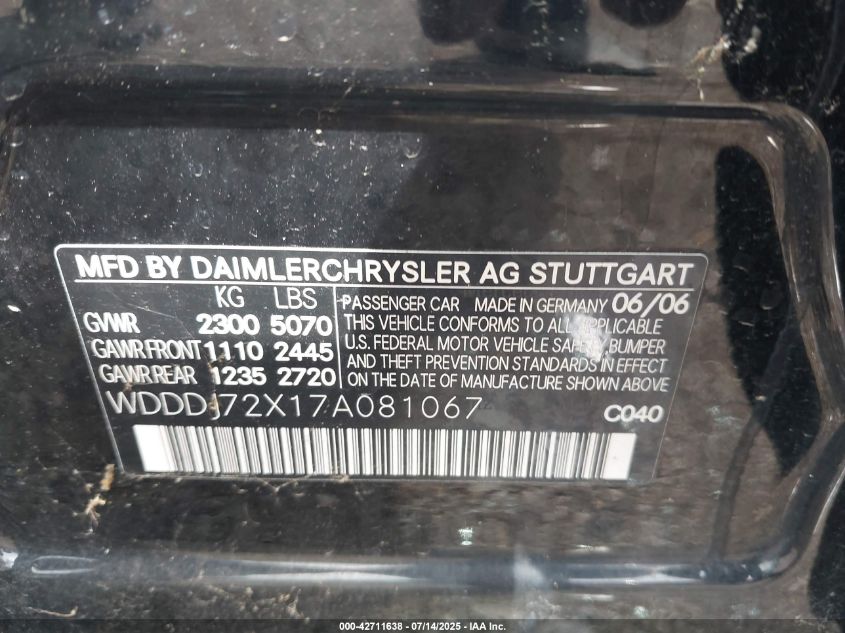 MFD BY DAIMLERCHRYSLER AG STUTTGART
KG LBS
GVWR 2300 5070
GAWR FRONT 1110 2445
GAWR REAR 1235 2720
PASSENGER CAR MADE IN GERMANY 06/06
THIS VEHICLE CONFORMS TO ALL APPLICABLE
U.S. FEDERAL MOTOR VEHICLE SAFETY, BUMPER
AND THEFT PREVENTION STANDARDS IN EFFECT
ON THE DATE OF MANUFACTURE SHOWN ABOVE
WDDDJ72X17A081067
C040
000-42711638 - 07/14/2025 - IAA Inc.